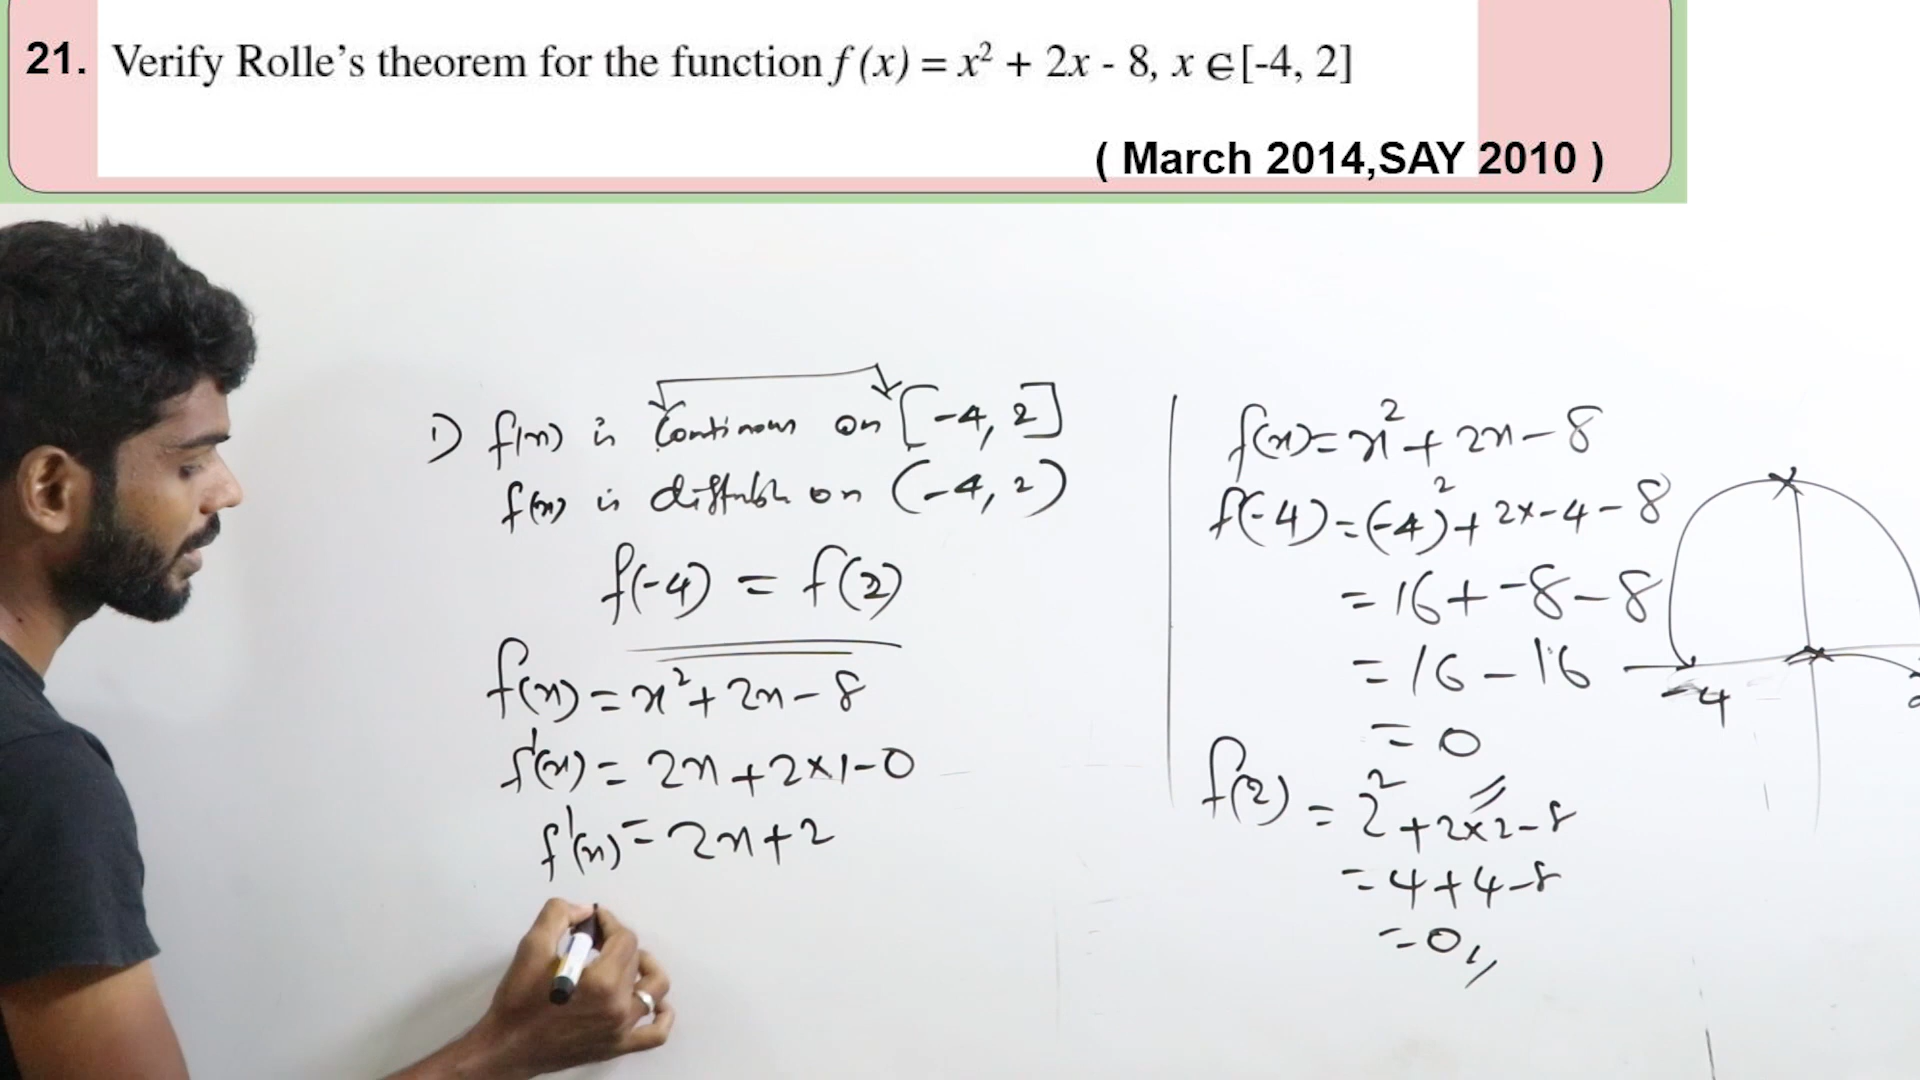 21. Verify Rolle's theorem for the function f (x) = x² + 2x - 8, x ∈ [-4, 2]
( March 2014,SAY 2010 )
1) f(x) is Continous on [-4, 2]
f(x) is on (-4, 2)
f(-4) = f(2)
f(x) = x² + 2x - 8
f'(x) = 2x + 2×1-0
f'(x) = 2x + 2
f(x) = x² + 2x - 8
f(-4) = (-4)² + 2×-4 - 8
= 16 + -8 - 8
= 16 - 16
= 0
f(2) = 2² + 2×2 - 8
= 4 + 4 - 8
= 0
-4